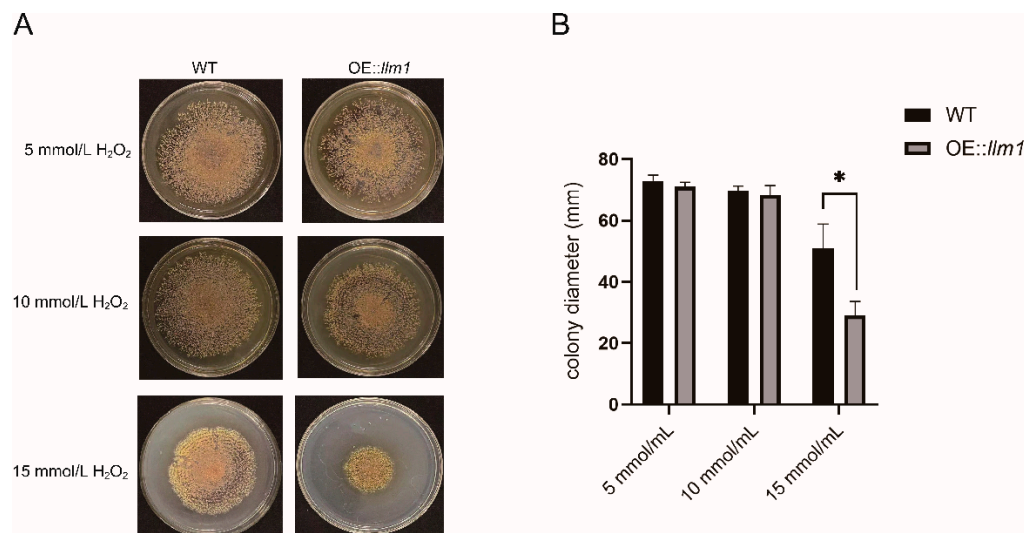 A
WT
OE::llm1
5 mmol/L H₂O₂
10 mmol/L H₂O₂
15 mmol/L H₂O₂
B
WT
OE::llm1
*
80
60
40
20
0
colony diameter (mm)
5 mmol/mL
10 mmol/mL
15 mmol/mL